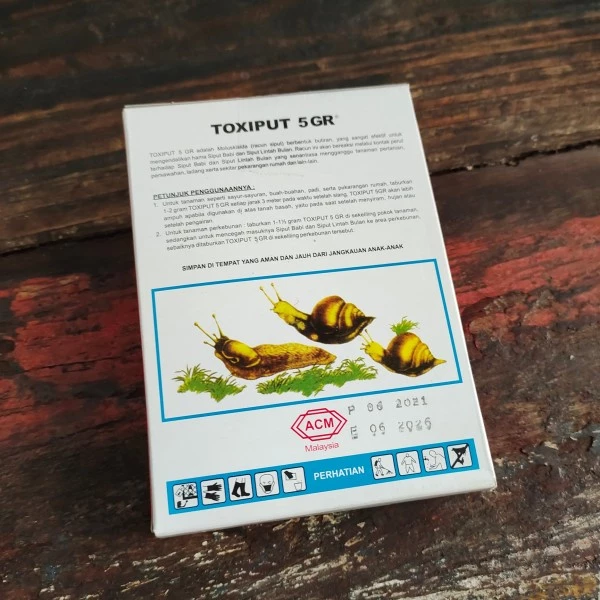 TOXIPUT 5 GR®
TOXIPUT 5 GR adalah Moluskisida (racun siput) berbentuk butiran, yang sangat efektif untuk
mengendalikan hama Siput Babi dan Siput Lintah Bulan. Racun ini akan bereaksi melalui kontak perut
terhadap Siput Babi dan Siput Lintah Bulan yang senantiasa mengganggu tanaman pertanian,
persawahan, ladang serta sekitar pekarangan rumah dan lain-lain.
PETUNJUK PENGGUNAANNYA :
1. Untuk tanaman seperti sayur-sayuran, buah-buahan, padi, serta pekarangan rumah, taburkan
1-2 gram TOXIPUT 5 GR setiap jarak 3 meter pada waktu setelah siang, TOXIPUT 5GR akan lebih
ampuh apabila digunakan di atas tanah basah, yaitu pada saat setelah menyiram, hujan atau
setelah pengairan.
2. Untuk tanaman perkebunan : taburkan 1-1½ gram TOXIPUT 5 GR di sekeliling pokok tanaman,
sedangkan untuk mencegah masuknya Siput Babi dan Siput Lintah Bulan ke area perkebunan,
sebaiknya ditaburkan TOXIPUT 5 GR di sekeliling perkebunan tersebut.
SIMPAN DI TEMPAT YANG AMAN DAN JAUH DARI JANGKAUAN ANAK-ANAK
ACM
Malaysia
P 06 2021
E 06 2026
PERHATIAN